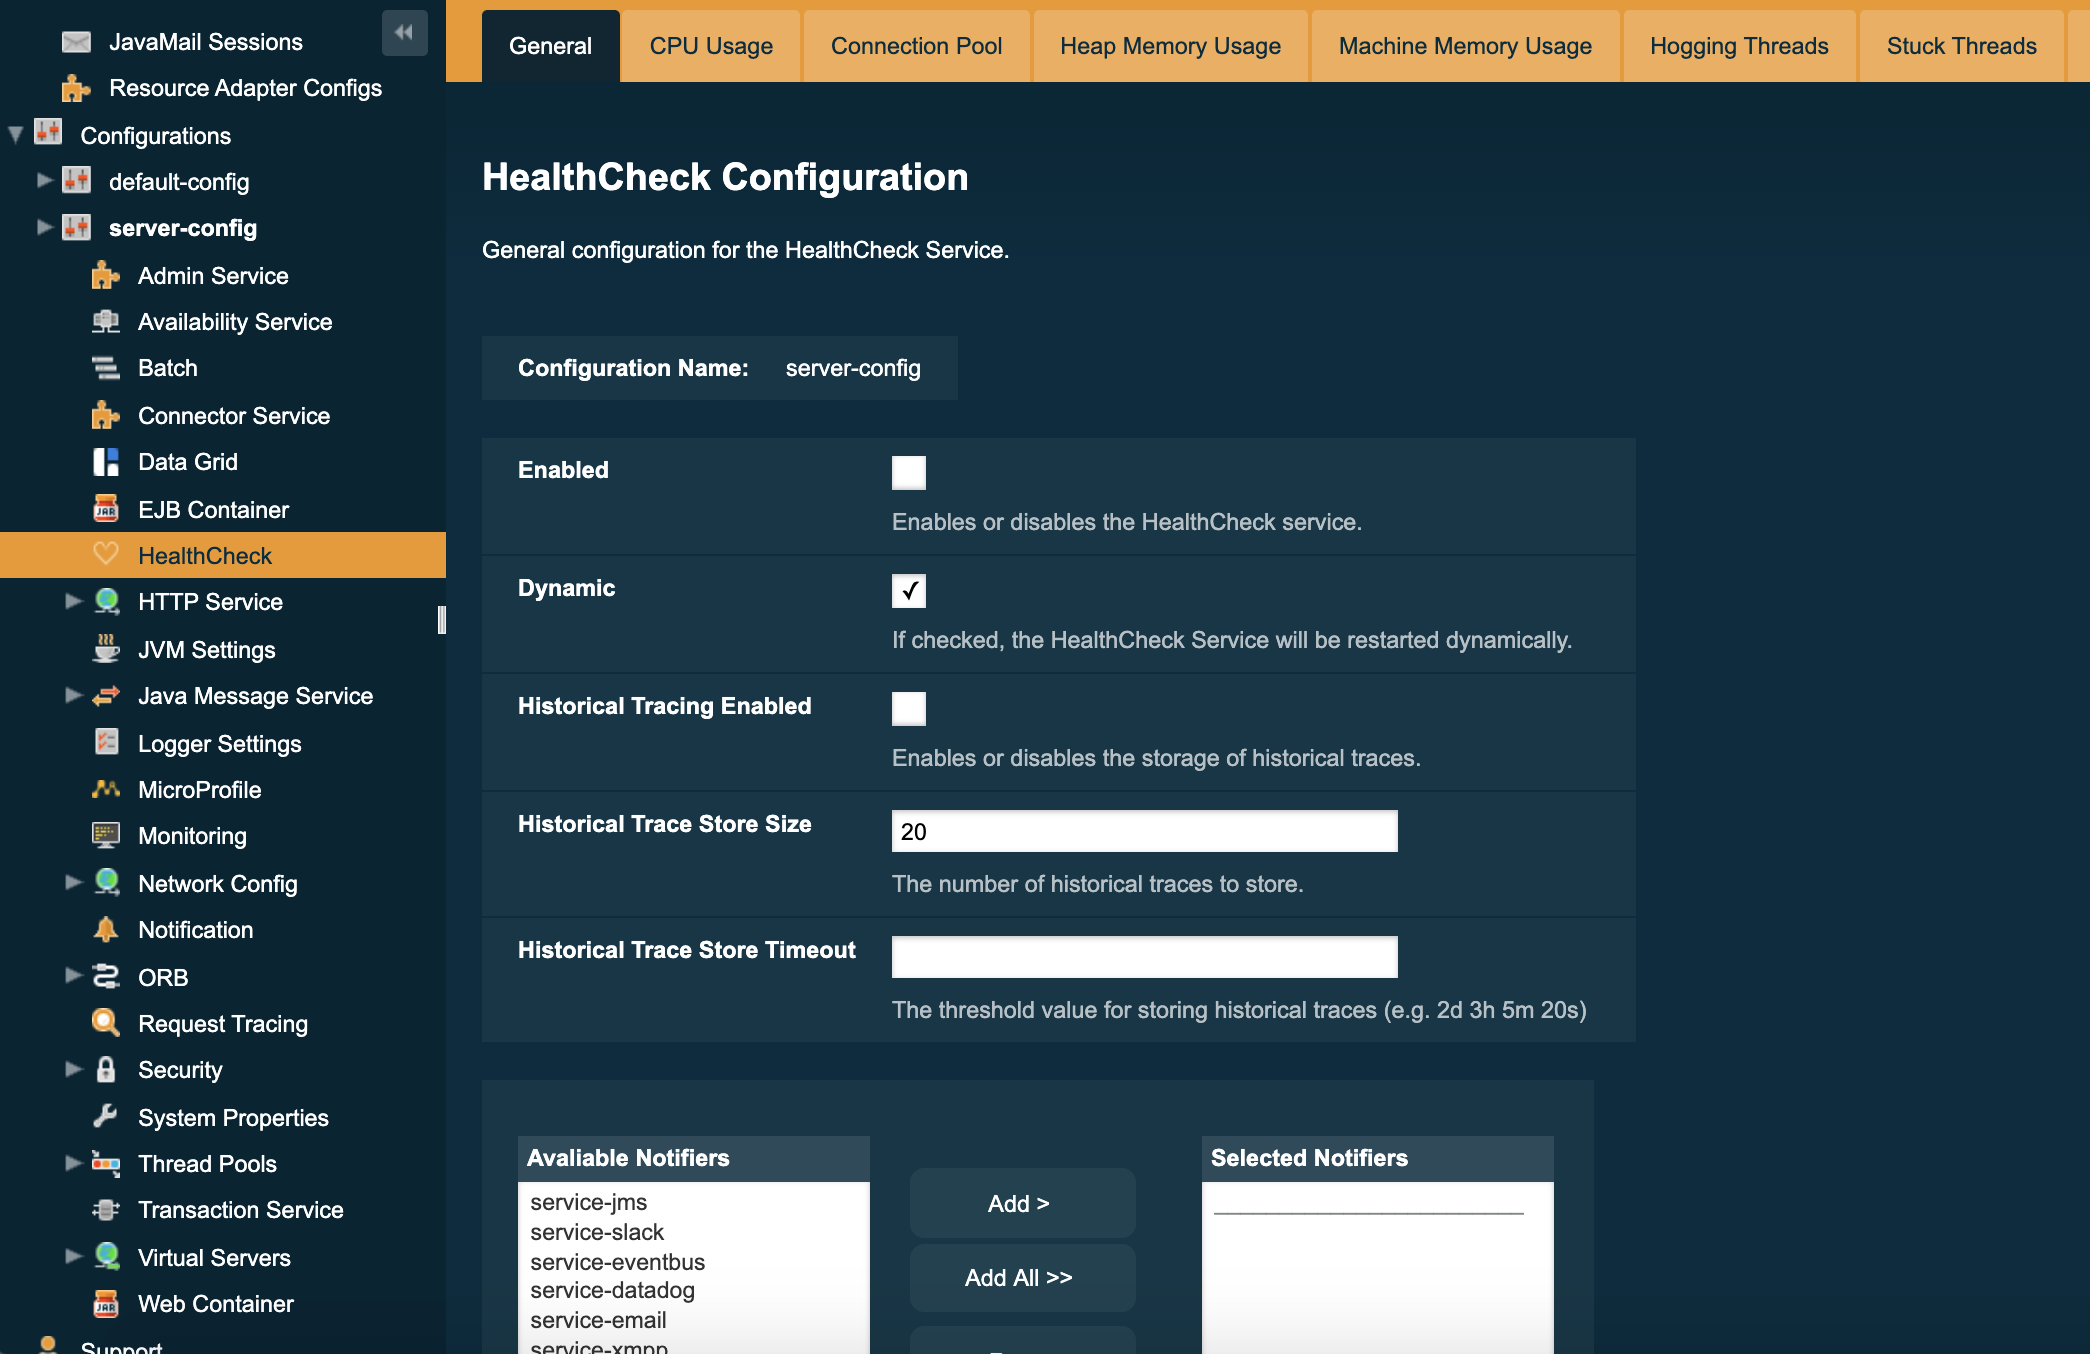 JavaMail Sessions
Resource Adapter Configs
Configurations
default-config
server-config
Admin Service
Availability Service
Batch
Connector Service
Data Grid
EJB Container
HealthCheck
HTTP Service
JVM Settings
Java Message Service
Logger Settings
MicroProfile
Monitoring
Network Config
Notification
ORB
Request Tracing
Security
System Properties
Thread Pools
Transaction Service
Virtual Servers
Web Container
Support
General CPU Usage Connection Pool Heap Memory Usage Machine Memory Usage Hogging Threads Stuck Threads
HealthCheck Configuration
General configuration for the HealthCheck Service.
Configuration Name: server-config
Enabled
Enables or disables the HealthCheck service.
Dynamic
If checked, the HealthCheck Service will be restarted dynamically.
Historical Tracing Enabled
Enables or disables the storage of historical traces.
Historical Trace Store Size
20
The number of historical traces to store.
Historical Trace Store Timeout
The threshold value for storing historical traces (e.g. 2d 3h 5m 20s)
Avaliable Notifiers
service-jms
service-slack
service-eventbus
service-datadog
service-email
service-xmpp
Add >
Add All >>
Selected Notifiers